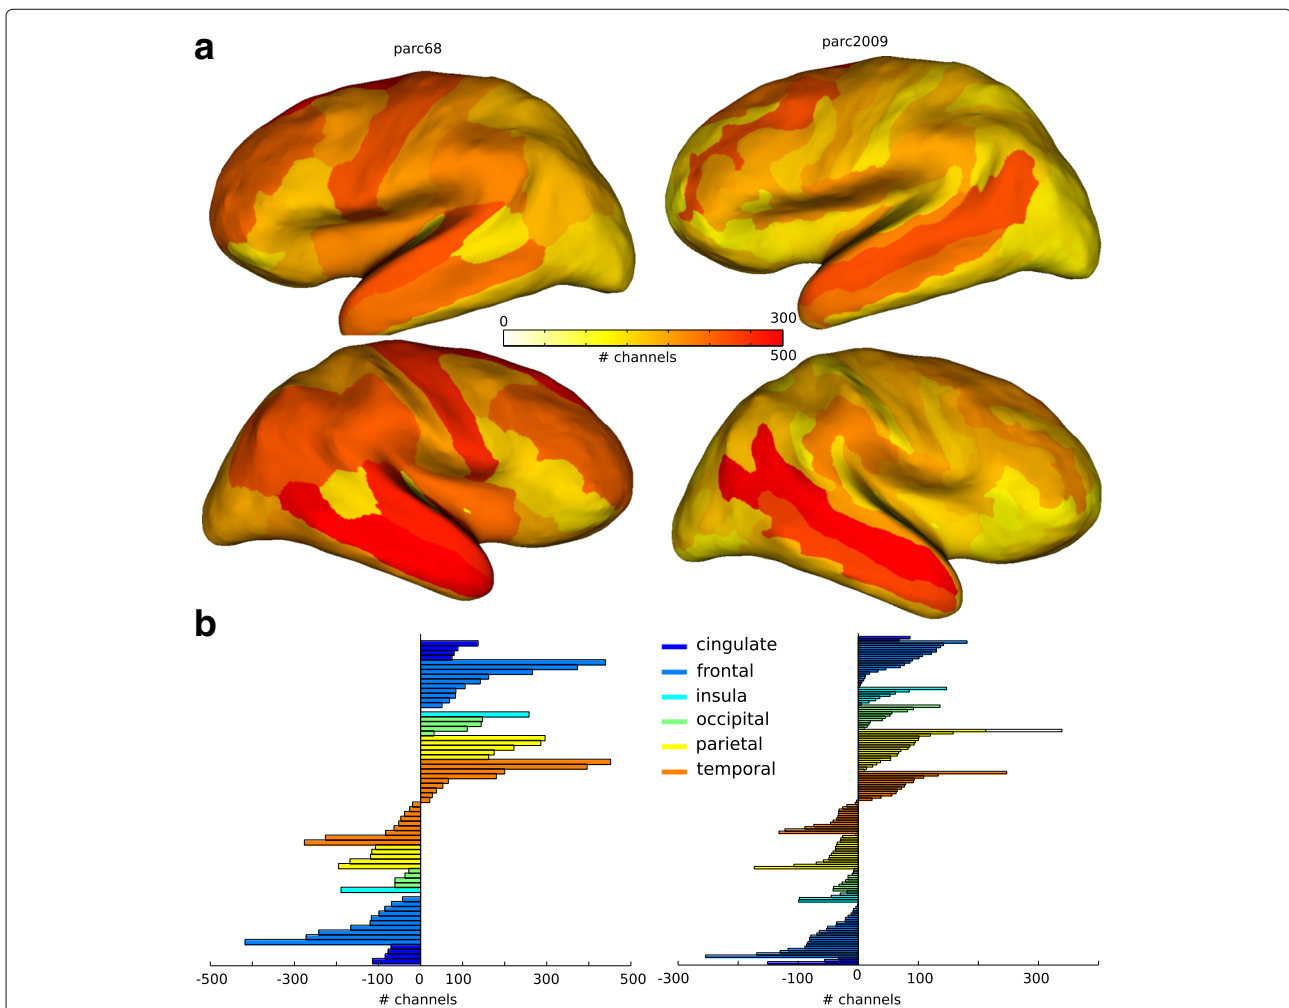 a
parc68
parc2009
0
300
# channels
500
b
cingulate
frontal
insula
occipital
parietal
temporal
-500
-300
-100
0
100
300
500
# channels
-300
-100
0
100
300
# channels